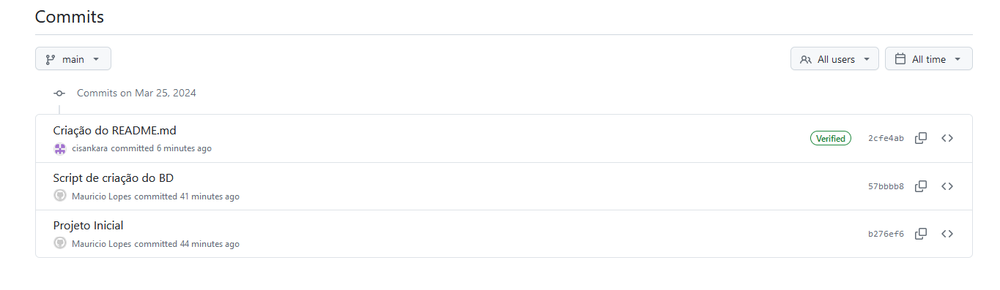 Commits
main
All users
All time
Commits on Mar 25, 2024
Criação do README.md
Verified
2cfe4ab
cisankara committed 6 minutes ago
Script de criação do BD
57bbbb8
Mauricio Lopes committed 41 minutes ago
Projeto Inicial
b276ef6
Mauricio Lopes committed 44 minutes ago